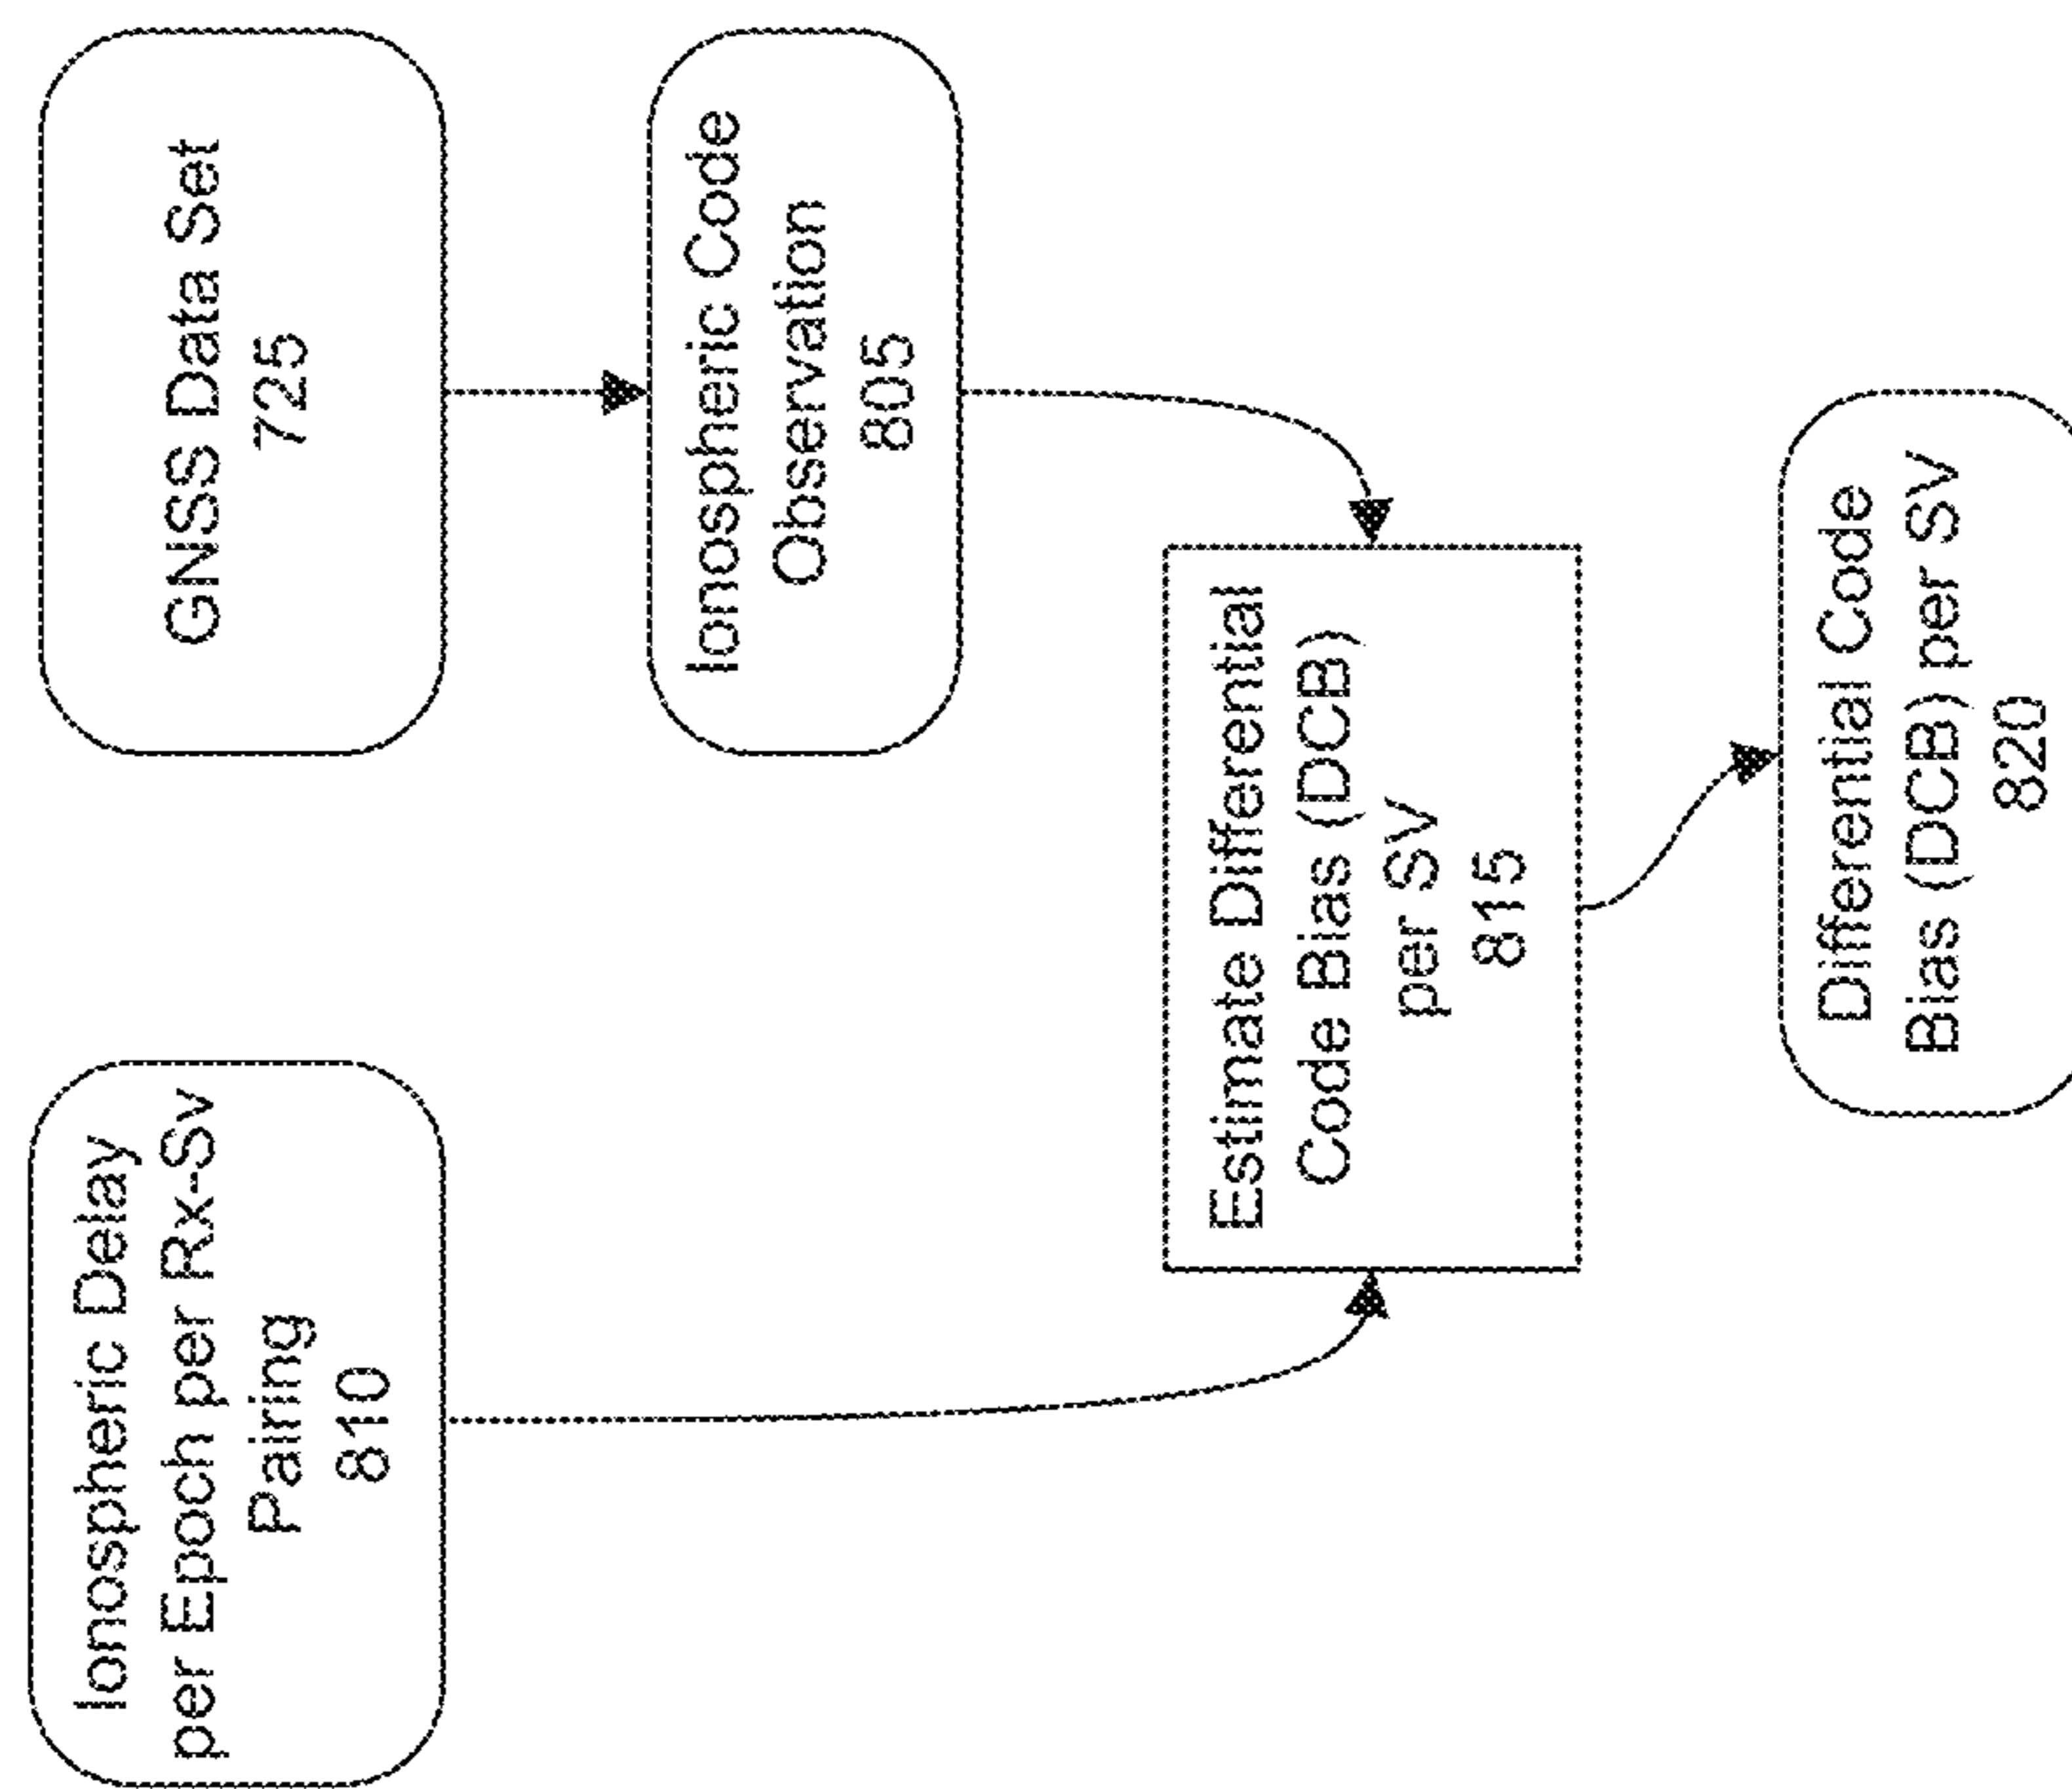 GNSS Data Set
725
Ionospheric Code
Observation
805
Ionospheric Delay
per Epoch per Rx-Sv
Pairing
810
Estimate Differential
Code Bias (DCB)
per SV
815
Differential Code
Bias (DCB) per SV
820